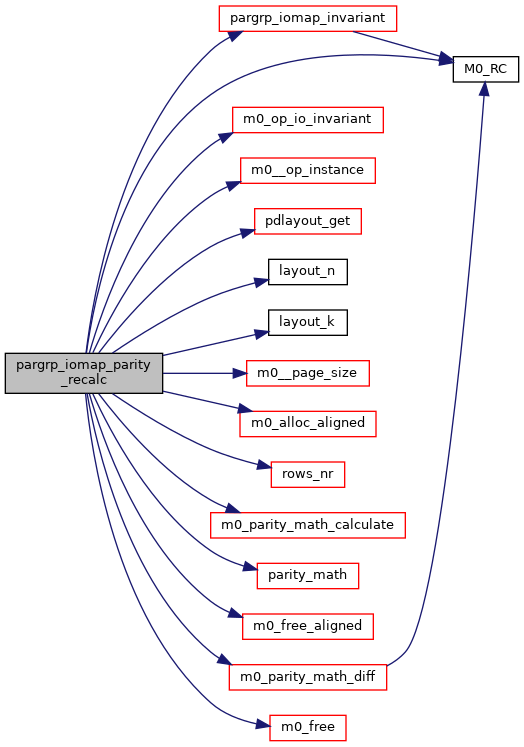 pargrp_iomap_invariant
M0_RC
m0_op_io_invariant
m0__op_instance
pdlayout_get
layout_n
layout_k
pargrp_iomap_parity
_recalc
m0__page_size
m0_alloc_aligned
rows_nr
m0_parity_math_calculate
parity_math
m0_free_aligned
m0_parity_math_diff
m0_free